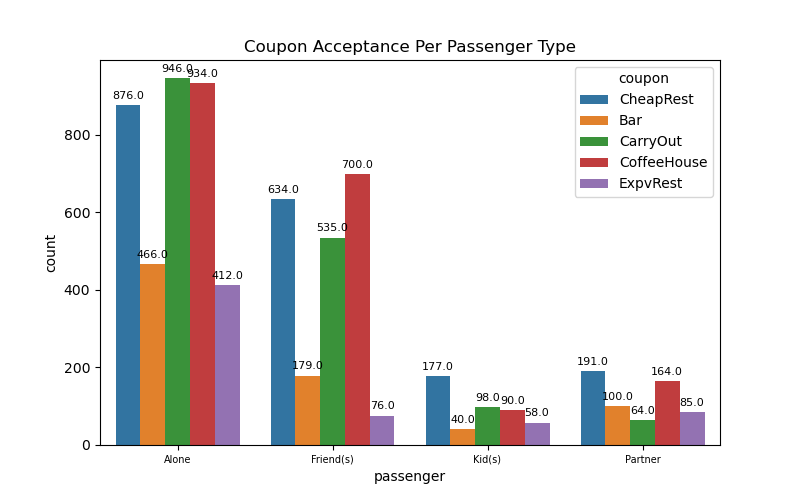 Coupon Acceptance Per Passenger Type
coupon
CheapRest
Bar
CarryOut
CoffeeHouse
ExpvRest
count
800
600
400
200
0
876.0
466.0
946.0
934.0
412.0
634.0
179.0
535.0
700.0
76.0
177.0
40.0
98.0
90.0
58.0
191.0
100.0
64.0
164.0
85.0
Alone
Friend(s)
Kid(s)
Partner
passenger